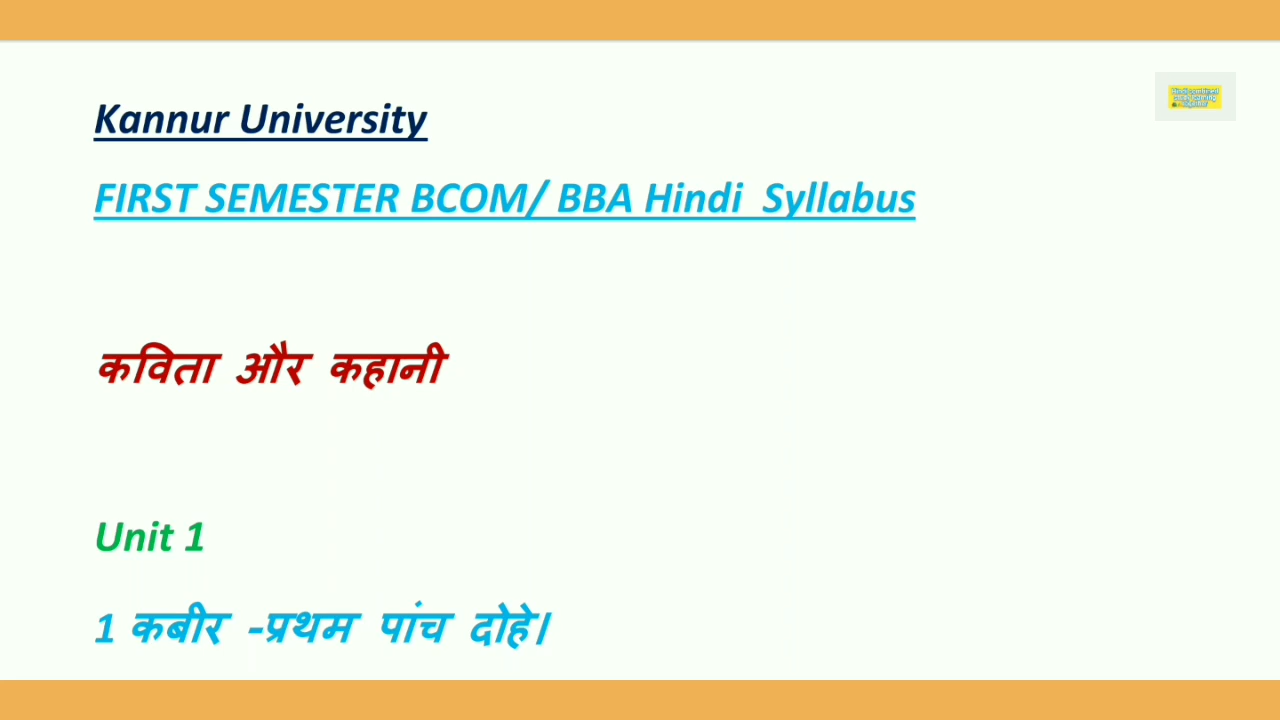 Kannur University
FIRST SEMESTER BCOM/ BBA Hindi Syllabus
कविता और कहानी
Unit 1
1 कबीर -प्रथम पांच दोहे।